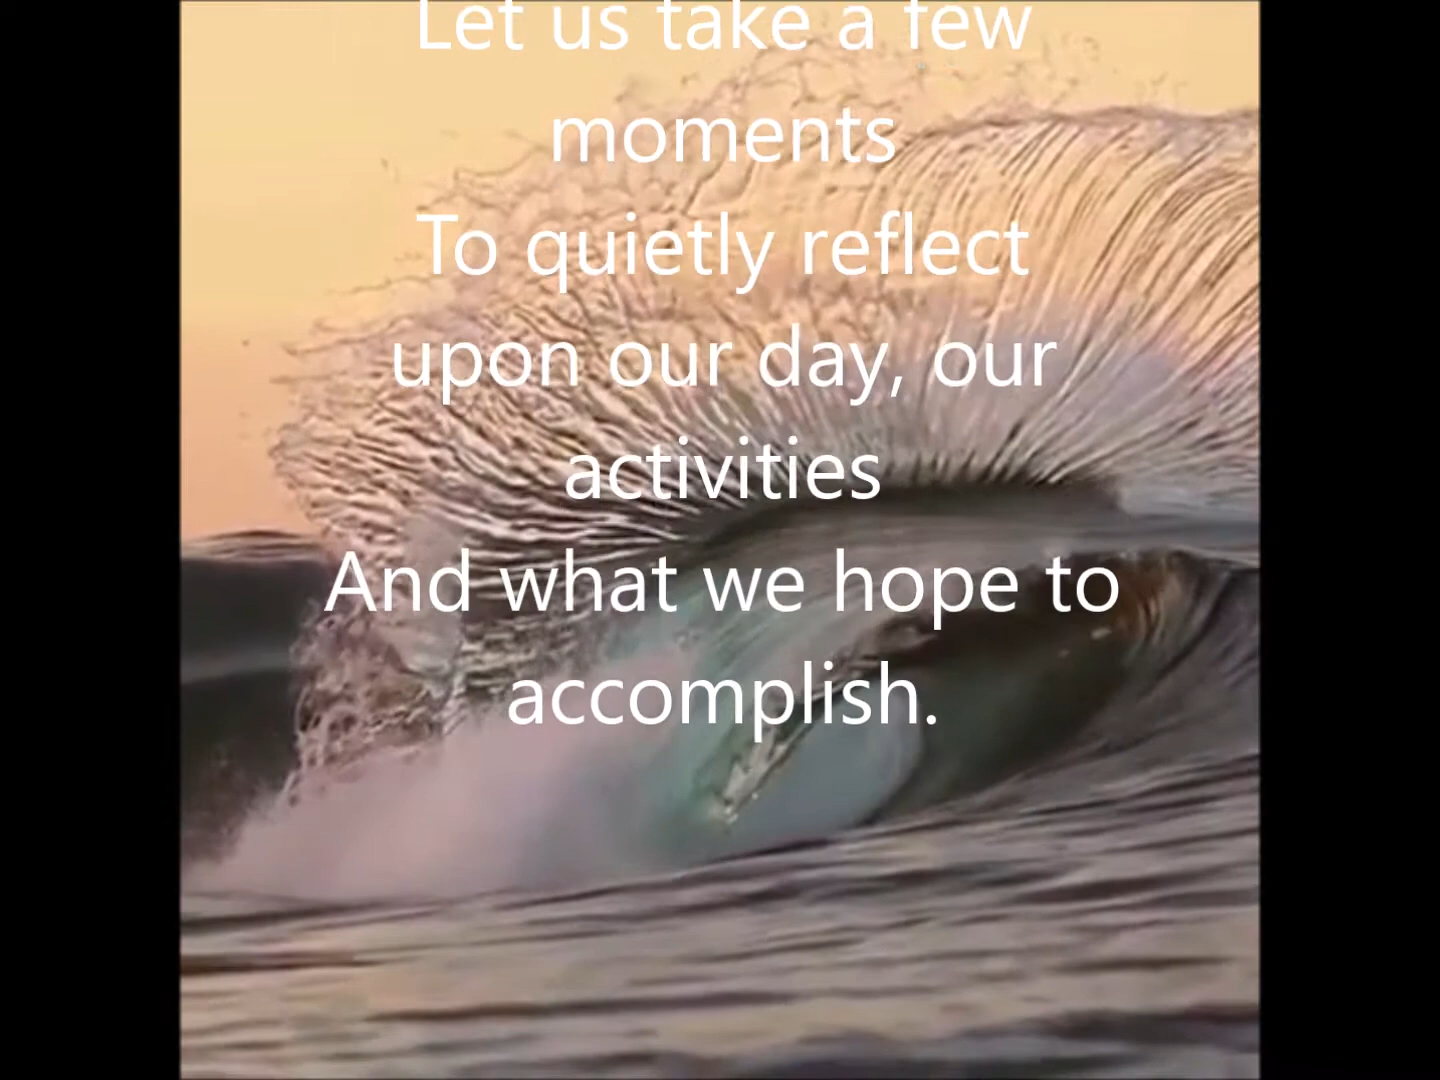 Let us take a few
moments
To quietly reflect
upon our day, our
activities
And what we hope to
accomplish.